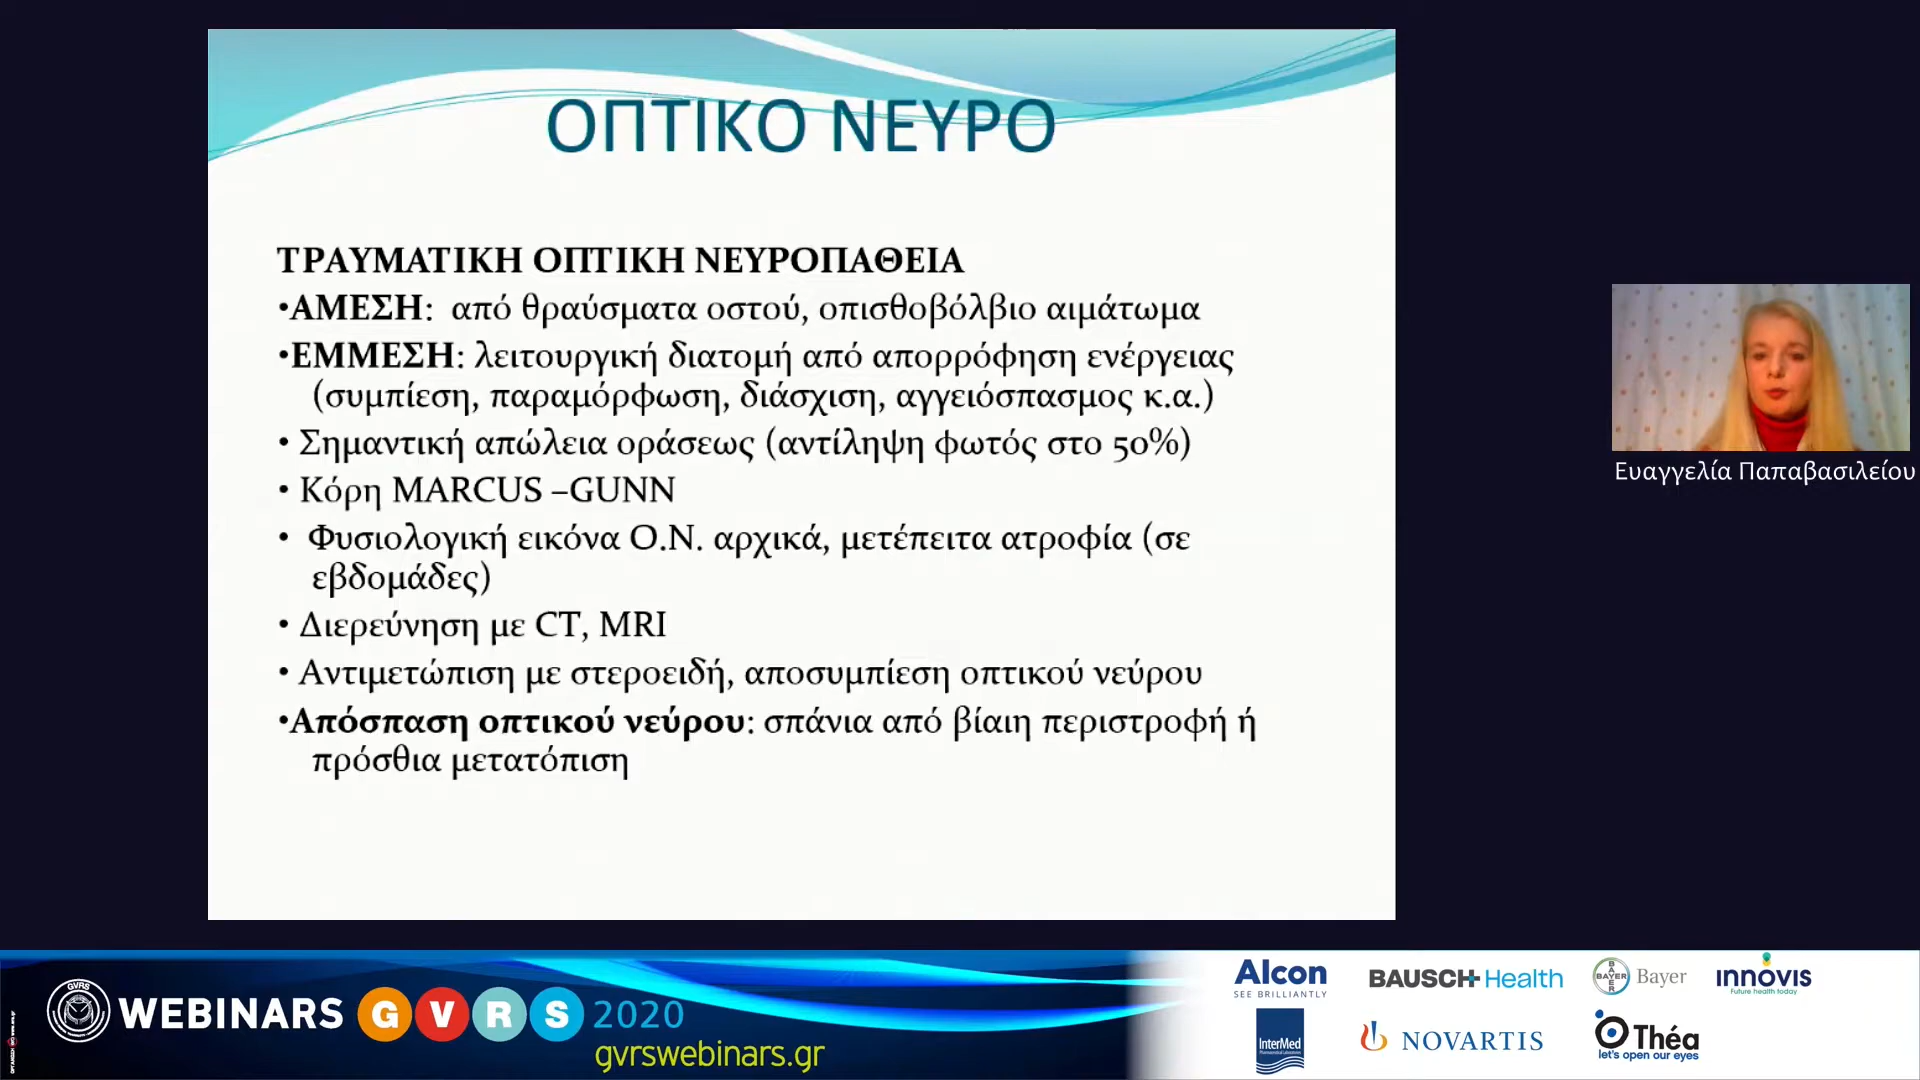 ΟΠΤΙΚΟ ΝΕΥΡΟ
ΤΡΑΥΜΑΤΙΚΗ ΟΠΤΙΚΗ ΝΕΥΡΟΠΑΘΕΙΑ
•ΑΜΕΣΗ: από θραύσματα οστού, οπισθοβόλβιο αιμάτωμα
•ΕΜΜΕΣΗ: λειτουργική διατομή από απορρόφηση ενέργειας
(συμπίεση, παραμόρφωση, διάσχιση, αγγειόσπασμος κ.α.)
• Σημαντική απώλεια οράσεως (αντίληψη φωτός στο 50%)
• Κόρη MARCUS –GUNN
• Φυσιολογική εικόνα Ο.Ν. αρχικά, μετέπειτα ατροφία (σε
εβδομάδες)
• Διερεύνηση με CT, MRI
• Αντιμετώπιση με στεροειδή, αποσυμπίεση οπτικού νεύρου
•Απόσπαση οπτικού νεύρου: σπάνια από βίαιη περιστροφή ή
πρόσθια μετατόπιση
Ευαγγελία Παπαβασιλείου
GVRS
WEBINARS G V R S 2020
gvrswebinars.gr
Alcon
SEE BRILLIANTLY
BAUSCH+Health
BAYER
BAYER
Bayer
innovis
Future health today
InterMed
NOVARTIS
Théa
let's open our eyes